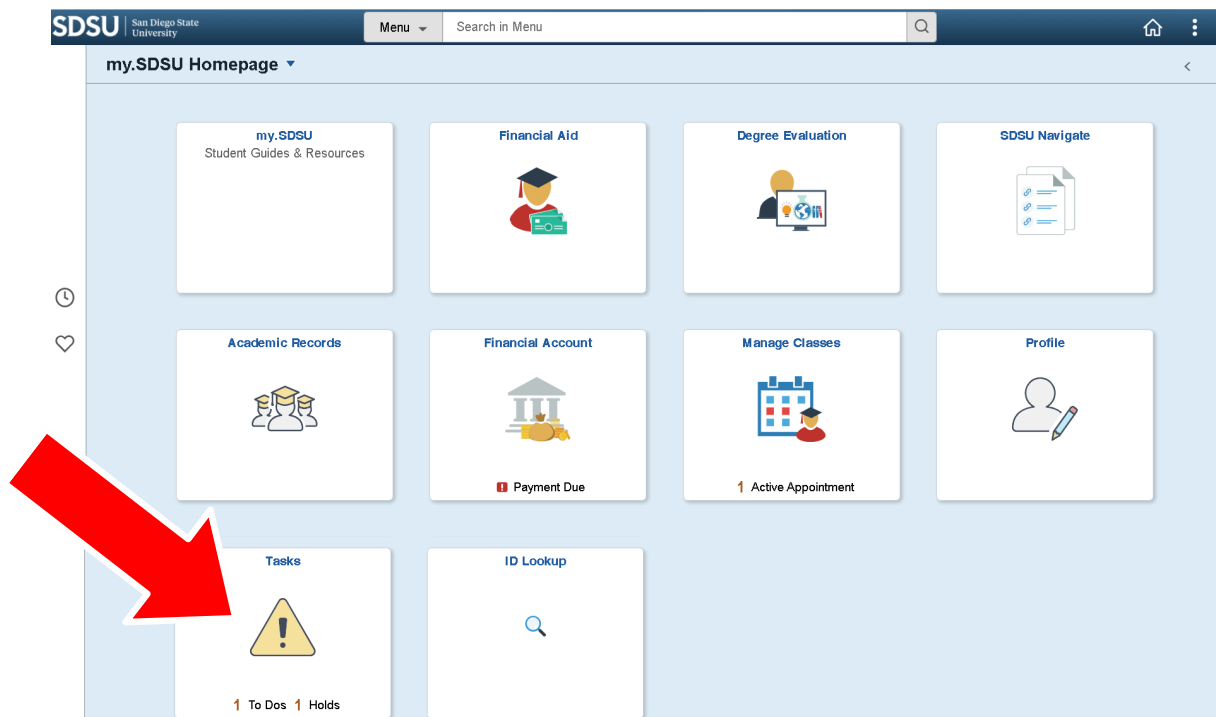 SDSU San Diego State
University
Menu
Search in Menu
my.SDSU Homepage
my.SDSU
Student Guides & Resources
Financial Aid
Degree Evaluation
SDSU Navigate
Academic Records
Financial Account
Payment Due
Manage Classes
1 Active Appointment
Profile
Tasks
1 To Dos 1 Holds
ID Lookup